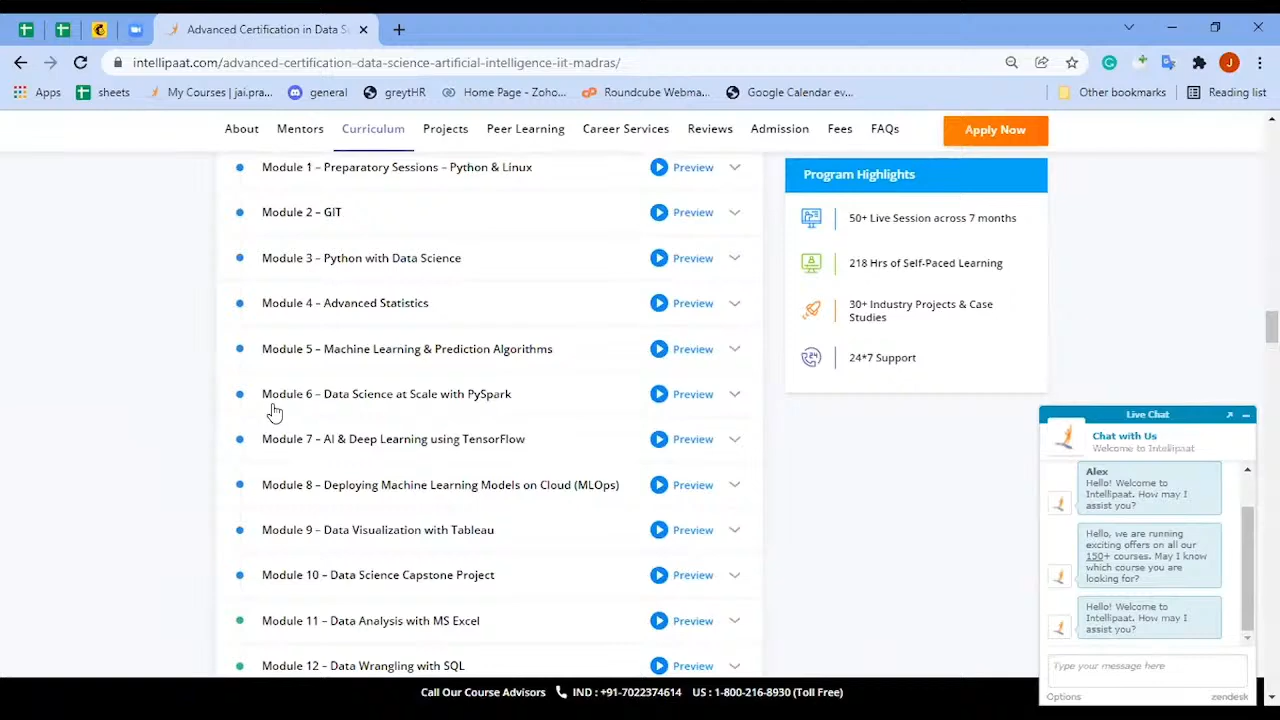 Advanced Certification in Data S
intellipaat.com/advanced-certification-data-science-artificial-intelligence-iit-madras/
J
Apps
sheets
My Courses | jai.pra...
general
greytHR
Home Page - Zoho...
Roundcube Webma...
Google Calendar ev...
Other bookmarks
Reading list
About
Mentors
Curriculum
Projects
Peer Learning
Career Services
Reviews
Admission
Fees
FAQs
Apply Now
Module 1 – Preparatory Sessions – Python & Linux
Preview
Module 2 – GIT
Preview
Module 3 – Python with Data Science
Preview
Module 4 – Advanced Statistics
Preview
Module 5 – Machine Learning & Prediction Algorithms
Preview
Module 6 – Data Science at Scale with PySpark
Preview
Module 7 – AI & Deep Learning using TensorFlow
Preview
Module 8 – Deploying Machine Learning Models on Cloud (MLOps)
Preview
Module 9 – Data Visualization with Tableau
Preview
Module 10 – Data Science Capstone Project
Preview
Module 11 – Data Analysis with MS Excel
Preview
Module 12 – Data Wrangling with SQL
Preview
Program Highlights
50+ Live Session across 7 months
218 Hrs of Self-Paced Learning
30+ Industry Projects & Case
Studies
24
24*7 Support
Live Chat
Chat with Us
Welcome to Intellipaat
Alex
Hello! Welcome to
Intellipaat. How may I
assist you?
Hello, we are running
exciting offers on all our
150+ courses. May I know
which course you are
looking for?
Hello! Welcome to
Intellipaat. How may I
assist you?
Type your message here
Options
zendesk
Call Our Course Advisors
IND : +91-7022374614
US : 1-800-216-8930 (Toll Free)